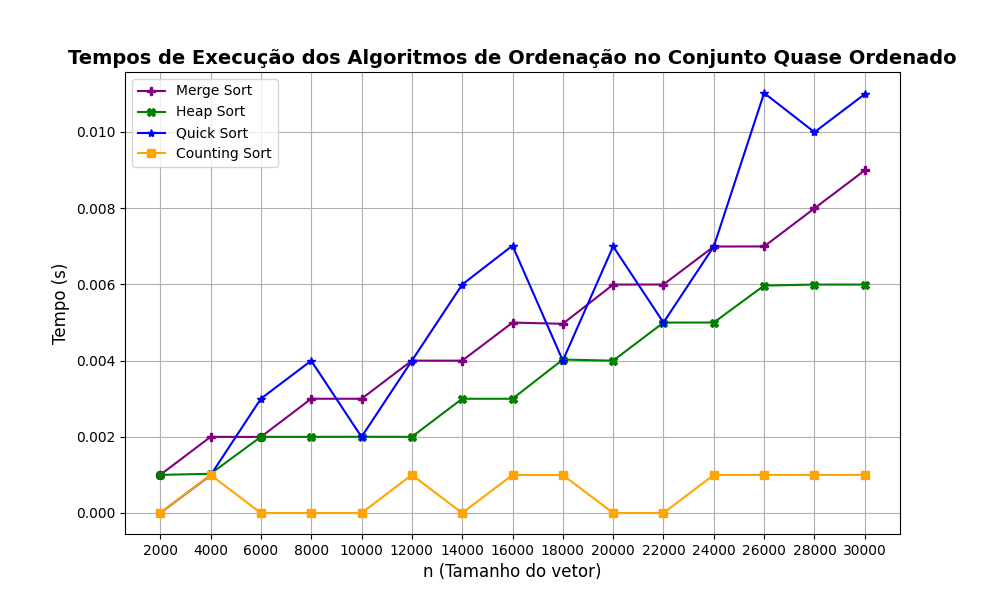 Tempos de Execução dos Algoritmos de Ordenação no Conjunto Quase Ordenado
Merge Sort
Heap Sort
Quick Sort
Counting Sort
Tempo (s)
0.010
0.008
0.006
0.004
0.002
0.000
2000 4000 6000 8000 10000 12000 14000 16000 18000 20000 22000 24000 26000 28000 30000
n (Tamanho do vetor)